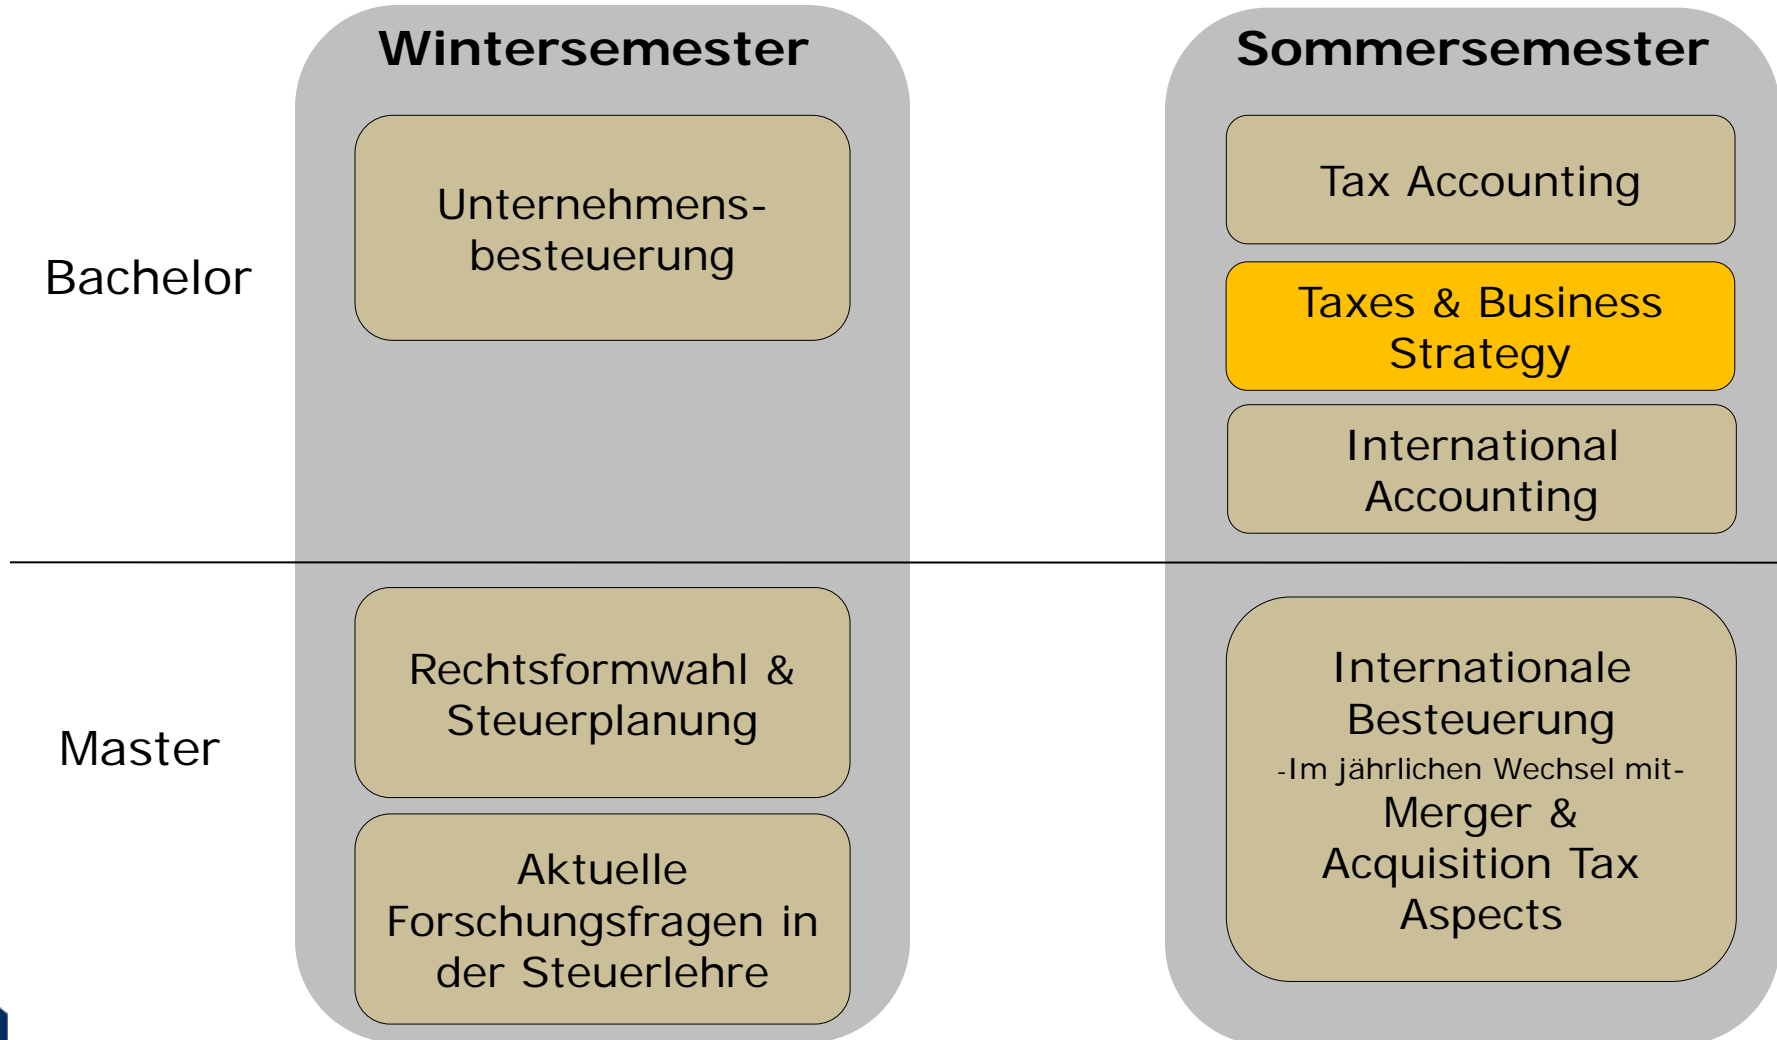 Wintersemester
Sommersemester
Bachelor
Unternehmens-
besteuerung
Tax Accounting
Taxes & Business
Strategy
International
Accounting
Master
Rechtsformwahl &
Steuerplanung
Aktuelle
Forschungsfragen in
der Steuerlehre
Internationale
Besteuerung
-Im jährlichen Wechsel mit-
Merger &
Acquisition Tax
Aspects